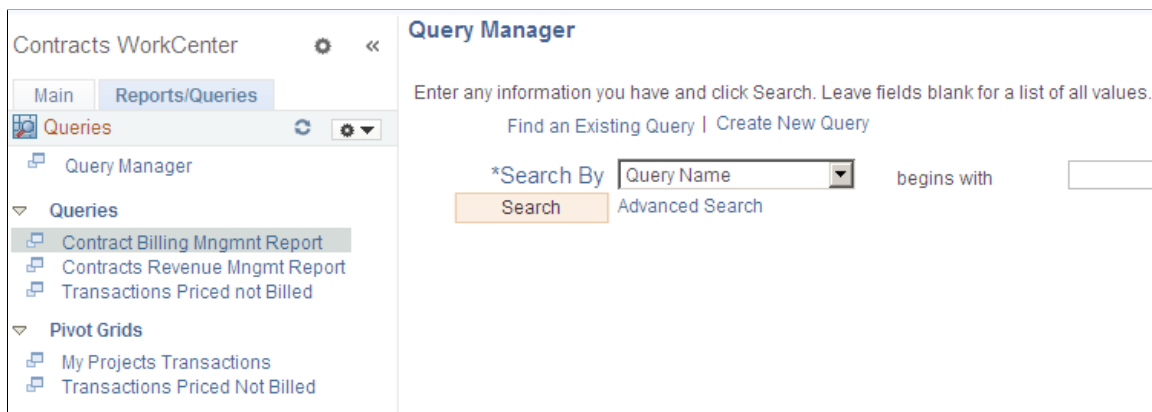 Contracts WorkCenter
Main
Reports/Queries
Queries
Query Manager
Queries
Contract Billing Mngmnt Report
Contracts Revenue Mngmt Report
Transactions Priced not Billed
Pivot Grids
My Projects Transactions
Transactions Priced Not Billed
Query Manager
Enter any information you have and click Search. Leave fields blank for a list of all values.
Find an Existing Query | Create New Query
*Search By Query Name begins with
Search Advanced Search